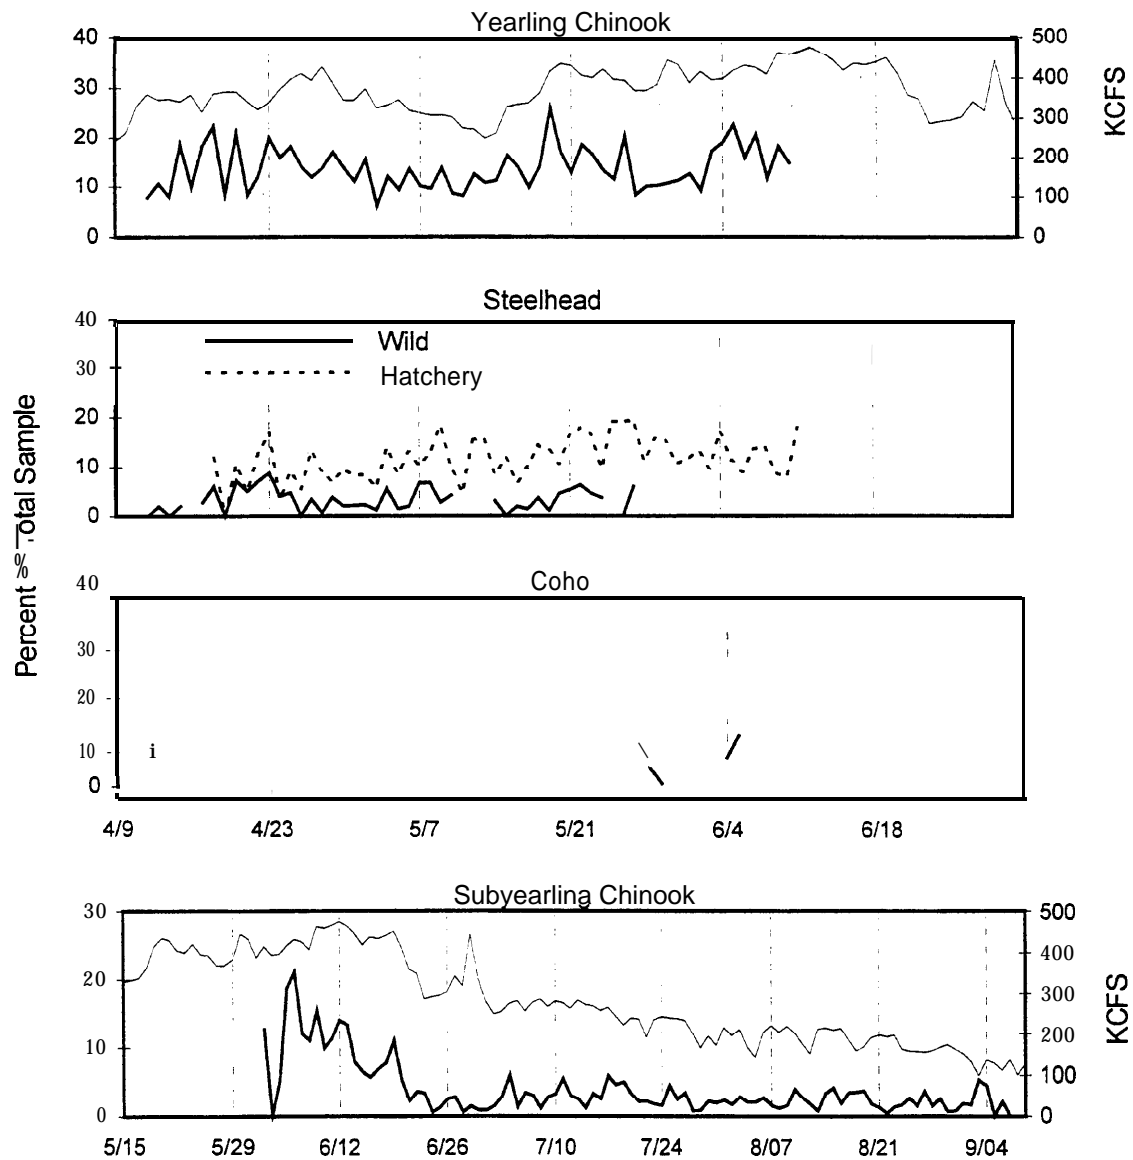 Yearling Chinook
40
30
20
10
0
500
400
300
200
100
0
KCFS
Steelhead
40
30
20
10
0
Wild
Hatchery
Percent % Total Sample
Coho
40
30
20
10
0
i
4/9 4/23 5/7 5/21 6/4 6/18
Subyearling Chinook
30
20
10
0
500
400
300
200
100
0
KCFS
5/15 5/29 6/12 6/26 7/10 7/24 8/07 8/21 9/04